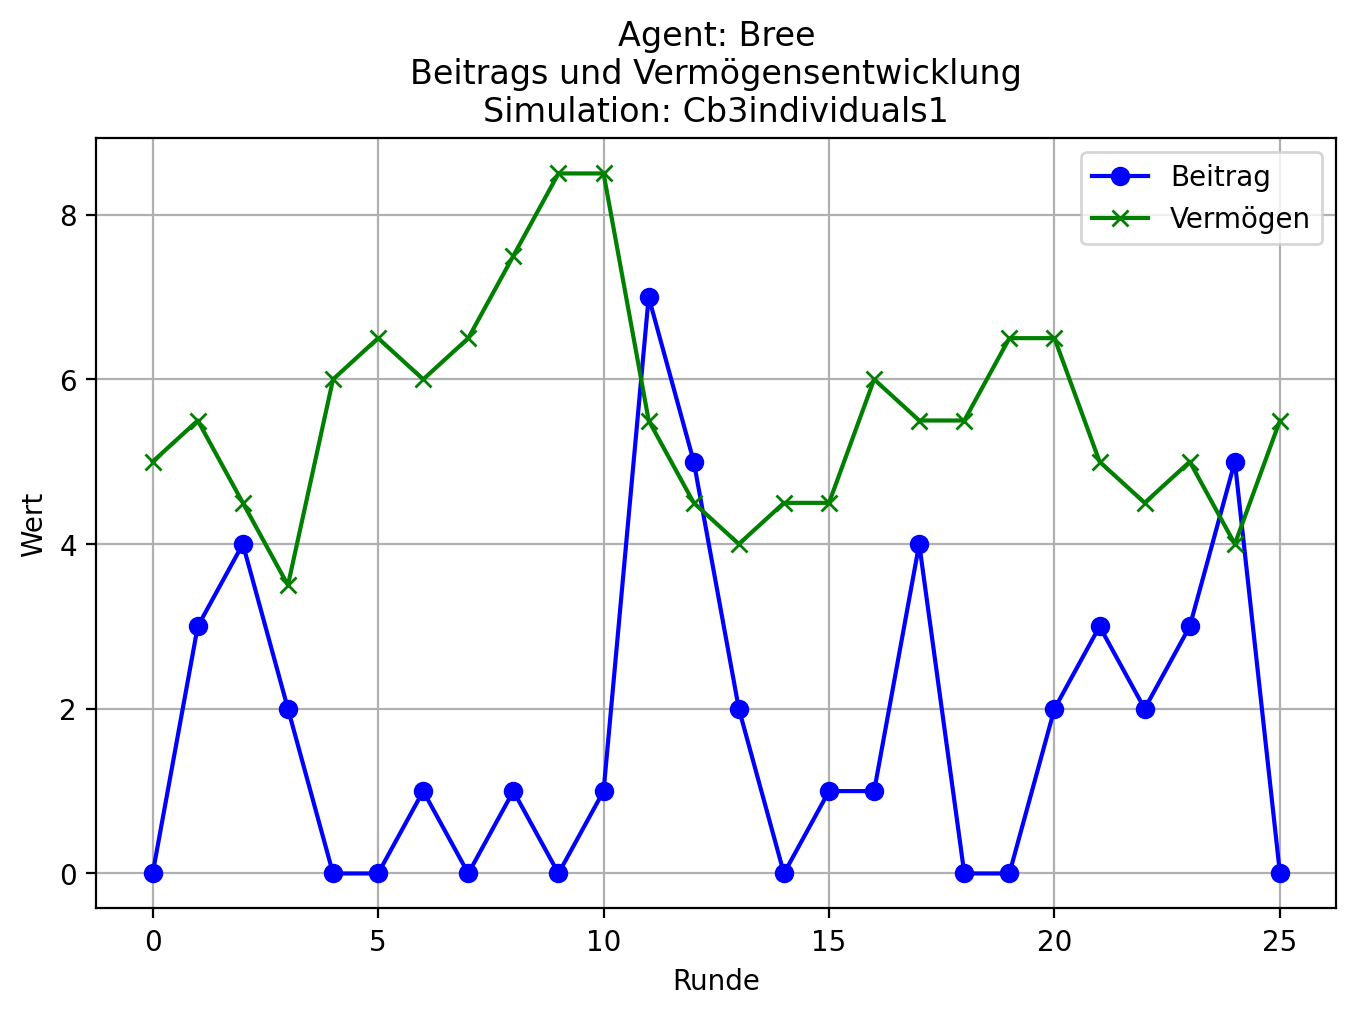 Agent: Bree
Beitrags und Vermögensentwicklung
Simulation: Cb3individuals1
Beitrag
Vermögen
Wert
8
6
4
2
0
0 5 10 15 20 25
Runde